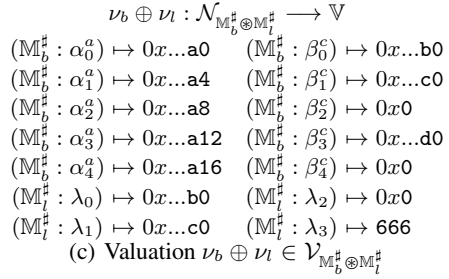 ν_b ⊕ ν_l : 𝒩_{𝕄_b^♯ ⊛ 𝕄_l^♯} ⟶ 𝕍
(𝕄_b^♯ : α_0^a) ↦ 0x...a0 (𝕄_b^♯ : β_0^c) ↦ 0x...b0
(𝕄_b^♯ : α_1^a) ↦ 0x...a4 (𝕄_b^♯ : β_1^c) ↦ 0x...c0
(𝕄_b^♯ : α_2^a) ↦ 0x...a8 (𝕄_b^♯ : β_2^c) ↦ 0x0
(𝕄_b^♯ : α_3^a) ↦ 0x...a12 (𝕄_b^♯ : β_3^c) ↦ 0x...d0
(𝕄_b^♯ : α_4^a) ↦ 0x...a16 (𝕄_b^♯ : β_4^c) ↦ 0x0
(𝕄_l^♯ : λ_0) ↦ 0x...b0 (𝕄_l^♯ : λ_2) ↦ 0x0
(𝕄_l^♯ : λ_1) ↦ 0x...c0 (𝕄_l^♯ : λ_3) ↦ 666
(c) Valuation ν_b ⊕ ν_l ∈ 𝒱_{𝕄_b^♯ ⊛ 𝕄_l^♯}